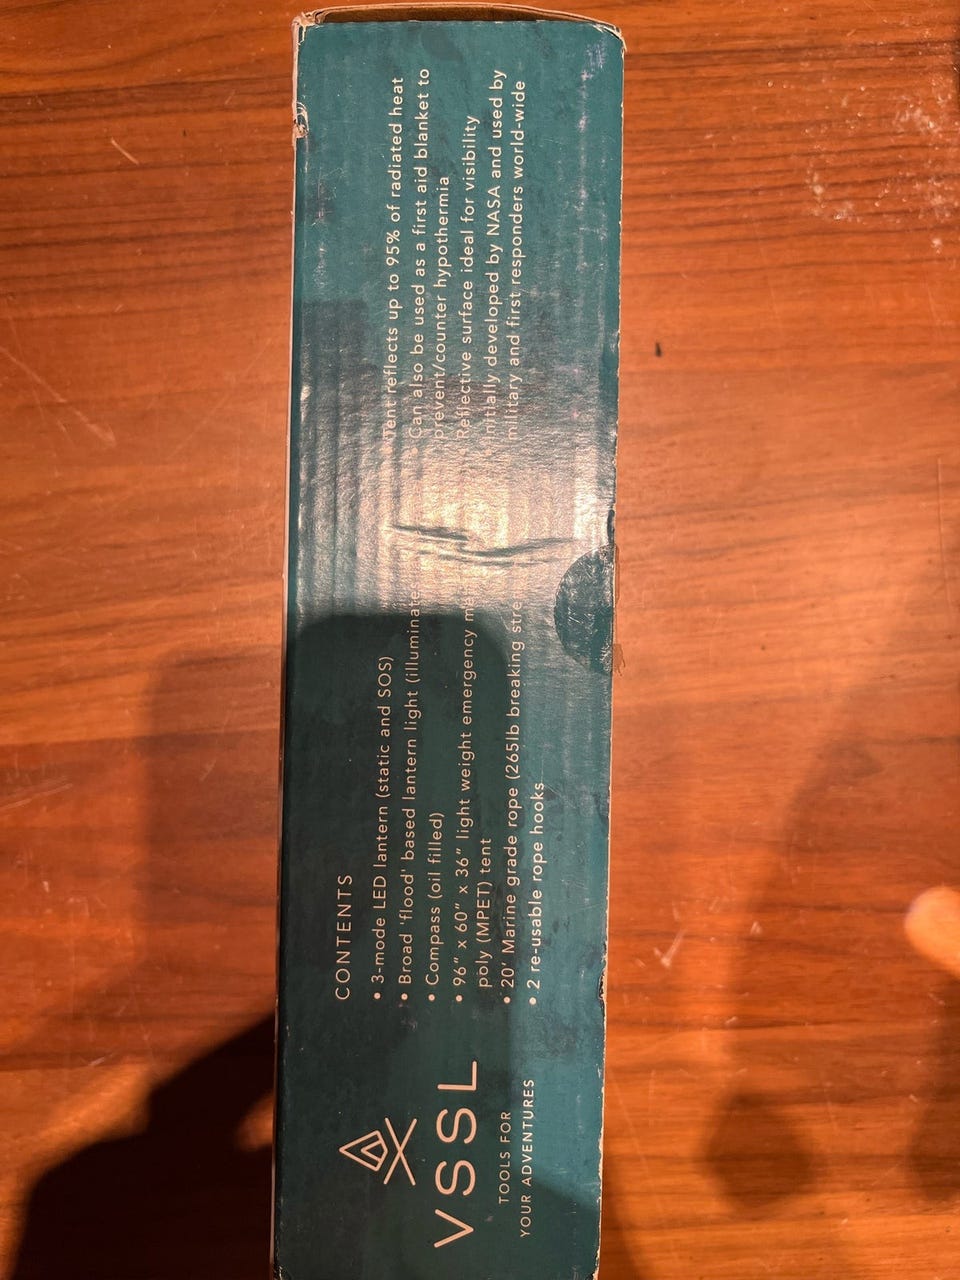 VSSL
TOOLS FOR
YOUR ADVENTURES
CONTENTS
• 3-mode LED lantern (static and SOS)
• Broad 'flood' based lantern light (illuminate
• Compass (oil filled)
• 96" x 60" x 36" light weight emergency
poly (MPET) tent
• 20' Marine grade rope (265lb breaking
• 2 re-usable rope hooks
Tent reflects up to 95% of radiated heat
Can also be used as a first aid blanket to
prevent/counter hypothermia
Reflective surface ideal for visibility
Initially developed by NASA and used by
military and first responders world-wide